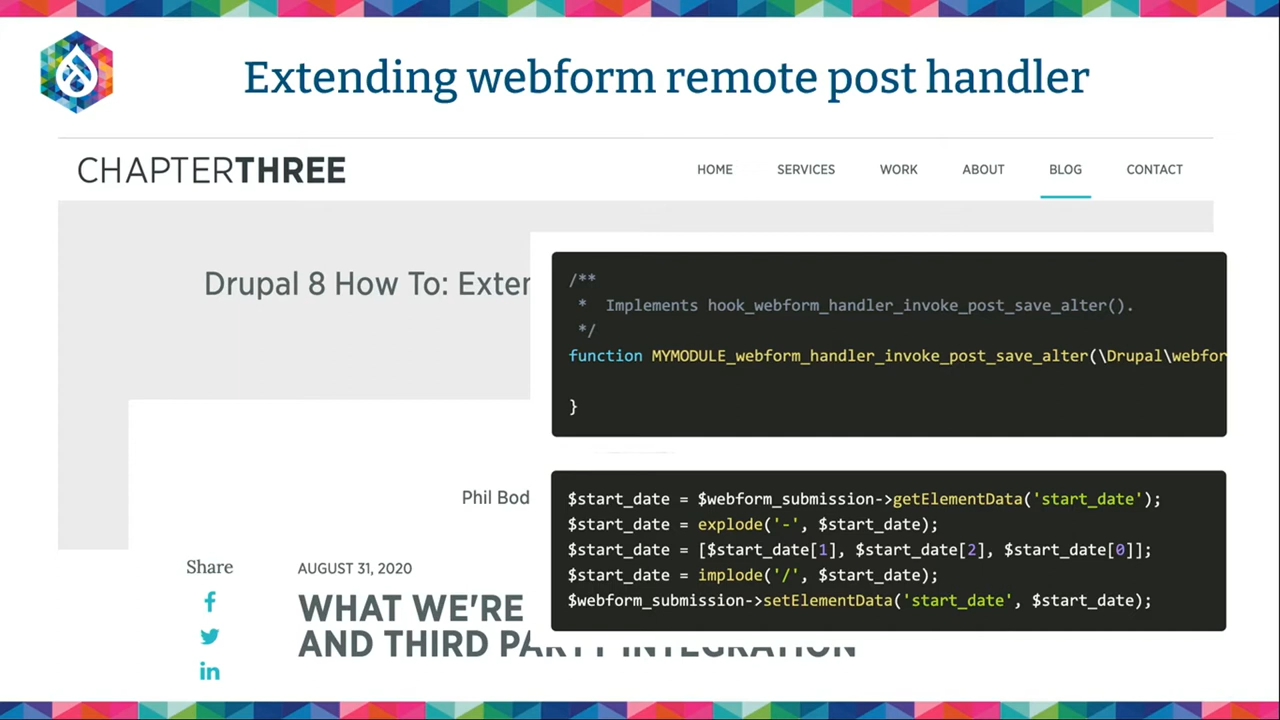 Extending webform remote post handler
CHAPTERTHREE
HOME SERVICES WORK ABOUT BLOG CONTACT
Drupal 8 How To: Exter
/**
 * Implements hook_webform_handler_invoke_post_save_alter().
 */
function MYMODULE_webform_handler_invoke_post_save_alter(\Drupal\webfor
}
Phil Bod
$start_date = $webform_submission->getElementData('start_date');
$start_date = explode('-', $start_date);
$start_date = [$start_date[1], $start_date[2], $start_date[0]];
$start_date = implode('/', $start_date);
$webform_submission->setElementData('start_date', $start_date);
Share
AUGUST 31, 2020
WHAT WE'RE
AND THIRD PARTY INTEGRATION